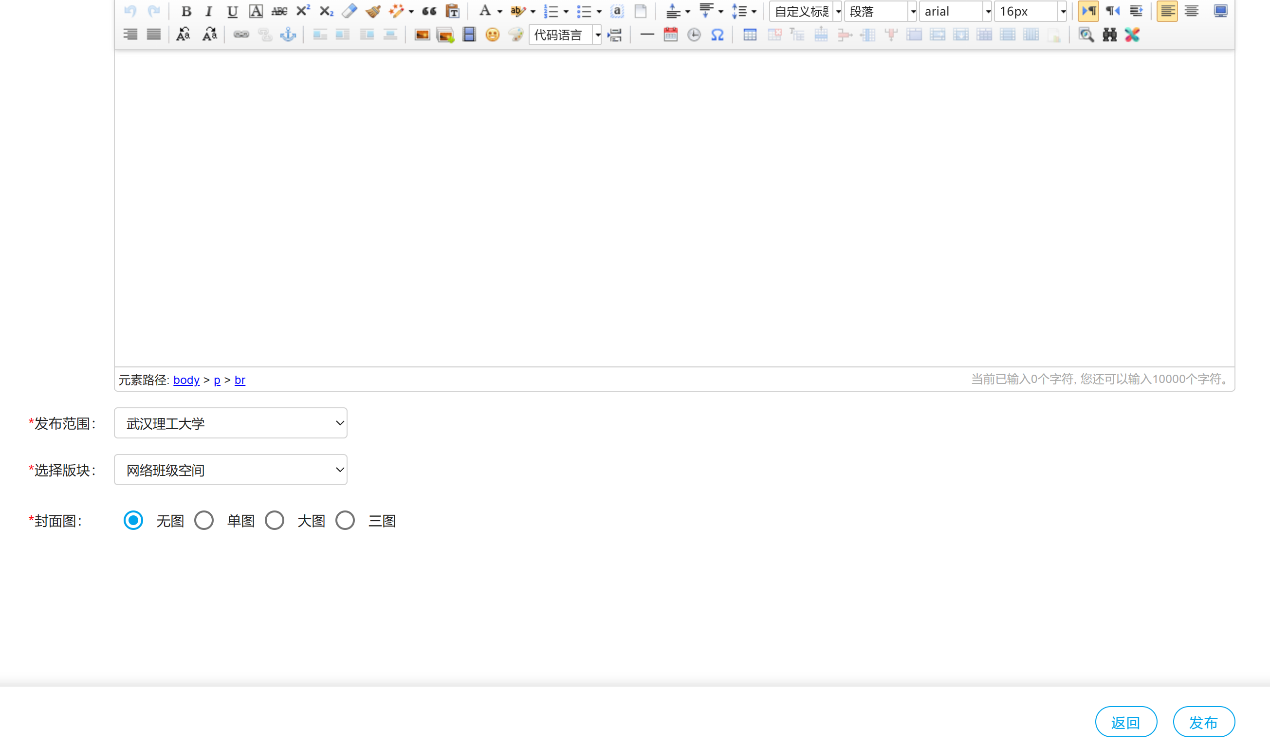 B I U A ABC X² X₂ A ab a 自定义标题 段落 arial 16px
代码语言 Ω
元素路径: body > p > br
当前已输入0个字符, 您还可以输入10000个字符。
*发布范围： 武汉理工大学
*选择版块： 网络班级空间
*封面图： 无图 单图 大图 三图
返回 发布